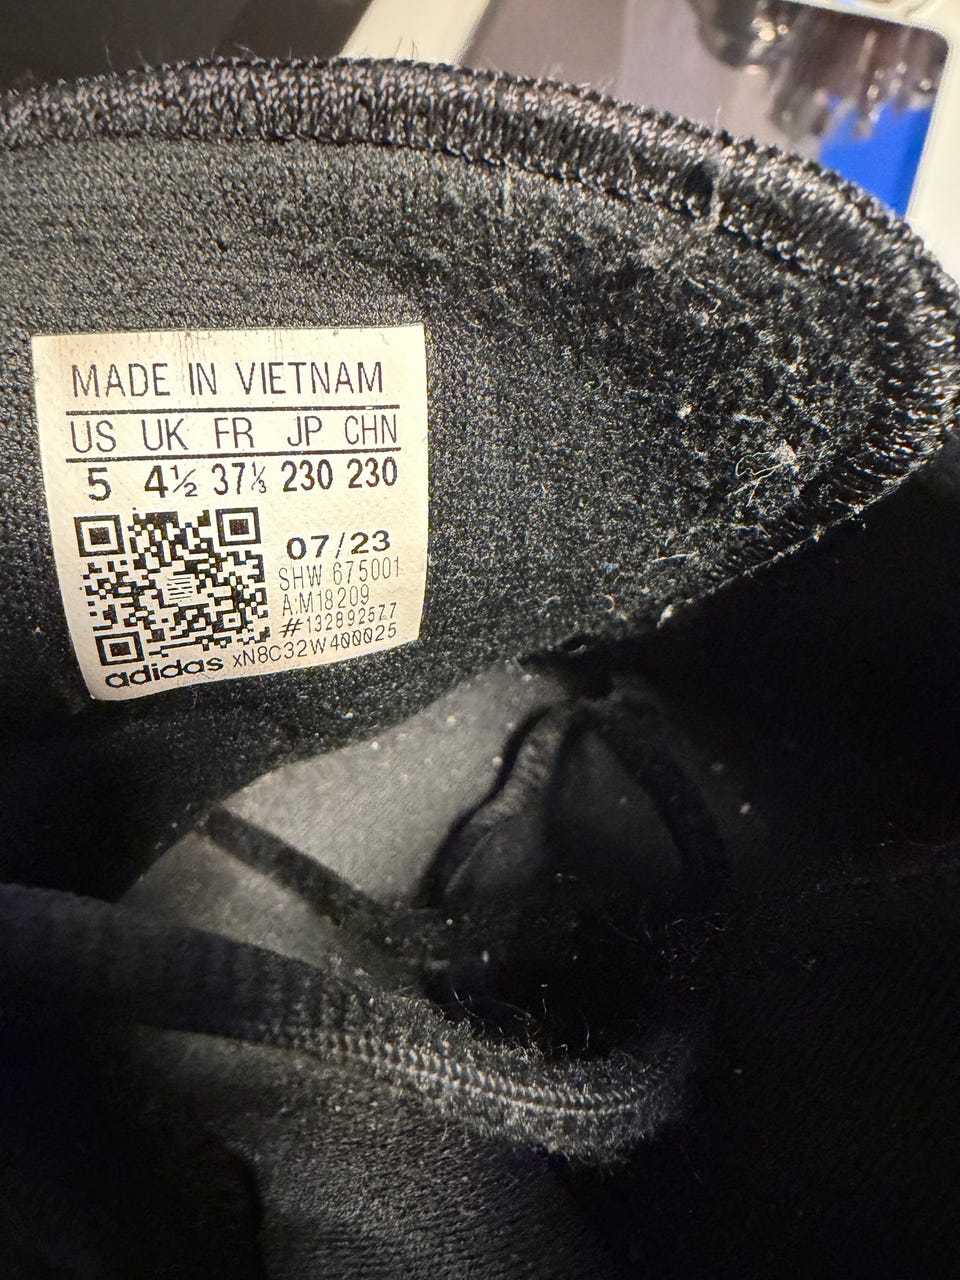 MADE IN VIETNAM
US UK FR JP CHN
5 4½ 37⅓ 230 230
07/23
SHW 675001
A:M18209
#132892577
adidas xN8C32W400025